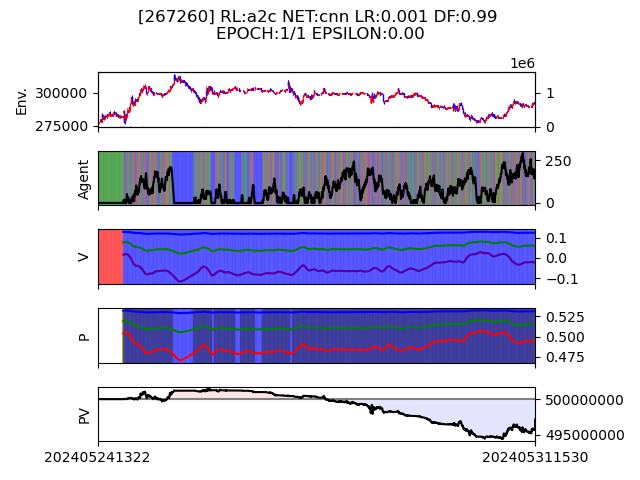 [267260] RL:a2c NET:cnn LR:0.001 DF:0.99
EPOCH:1/1 EPSILON:0.00
1e6
Env.
300000
275000
1
0
Agent
250
0
V
0.1
0.0
−0.1
P
0.525
0.500
0.475
PV
500000000
495000000
202405241322
202405311530